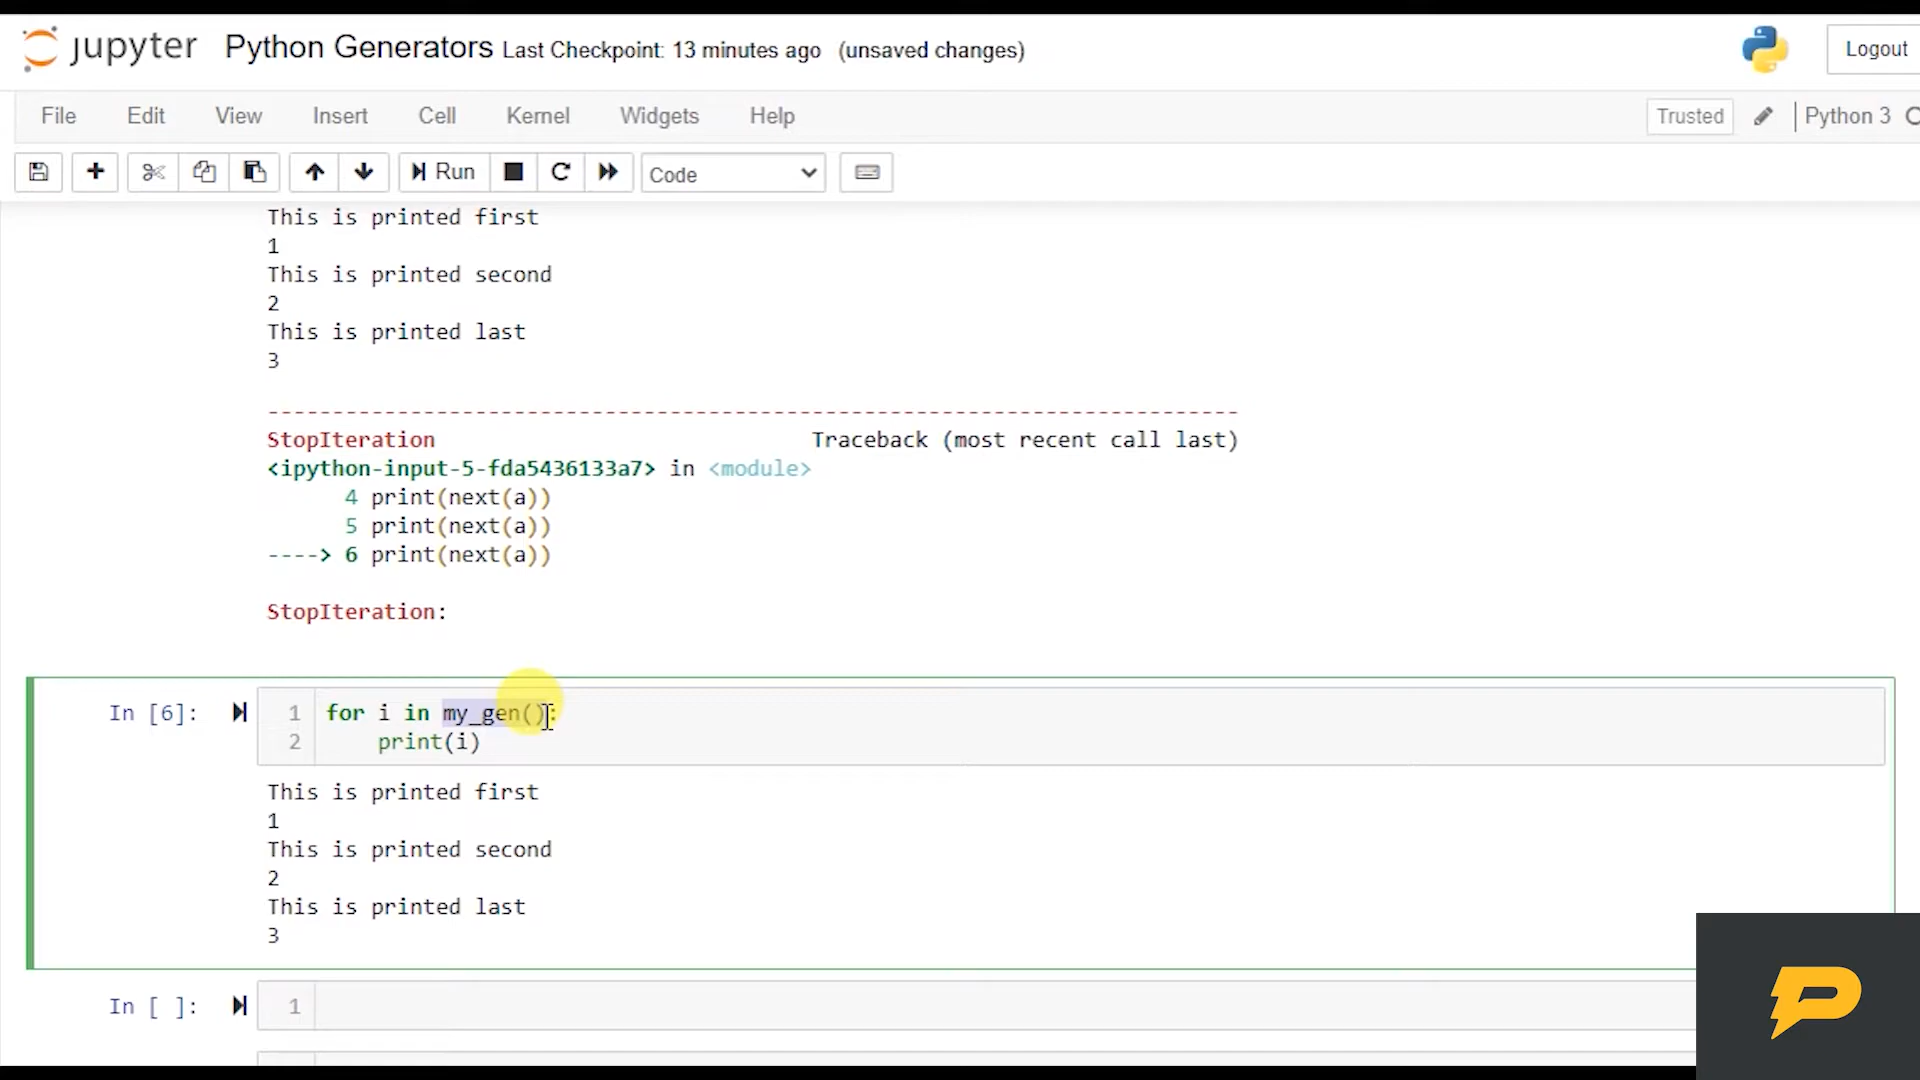 jupyter Python Generators Last Checkpoint: 13 minutes ago (unsaved changes) Logout
File Edit View Insert Cell Kernel Widgets Help Trusted Python 3
Run Code
This is printed first
1
This is printed second
2
This is printed last
3
---------------------------------------------------------------------------
StopIteration Traceback (most recent call last)
<ipython-input-5-fda5436133a7> in <module>
4 print(next(a))
5 print(next(a))
----> 6 print(next(a))
StopIteration:
In [6]: 1 for i in my_gen():
2 print(i)
This is printed first
1
This is printed second
2
This is printed last
3
In [ ]: 1